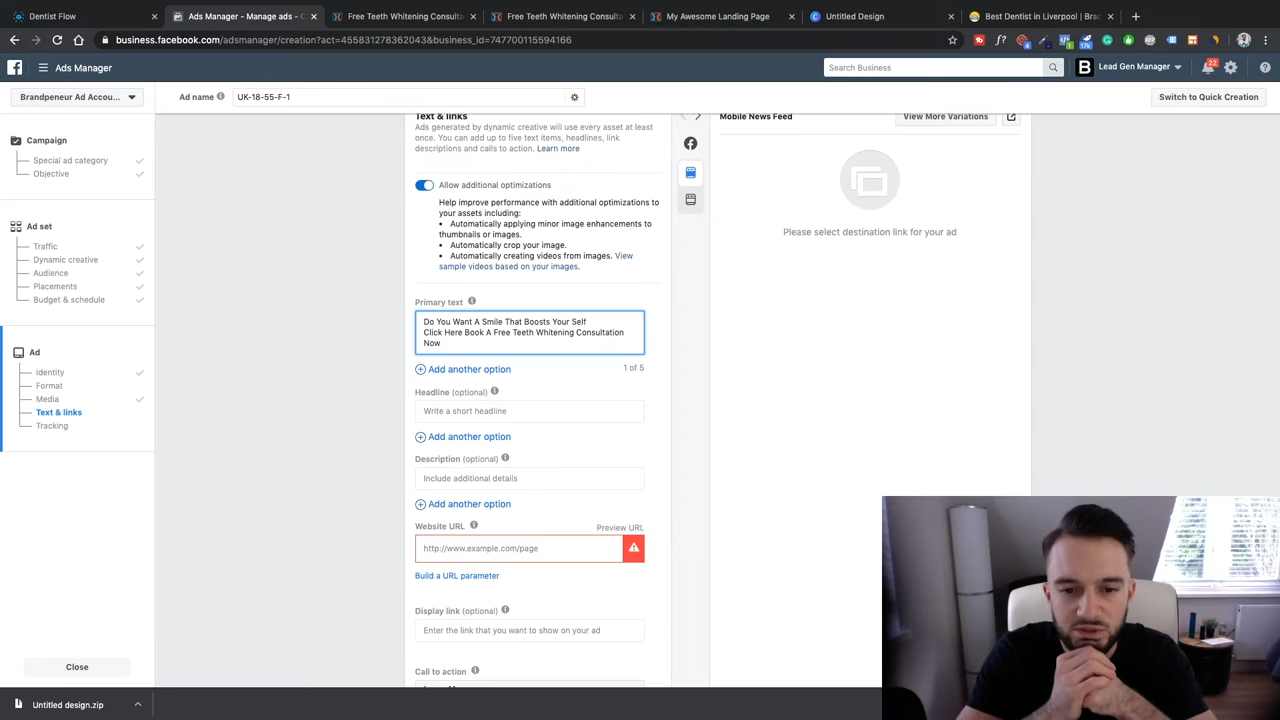 Dentist Flow
Ads Manager - Manage ads -
Free Teeth Whitening Consulta
Free Teeth Whitening Consulta
My Awesome Landing Page
Untitled Design
Best Dentist in Liverpool | Brac
business.facebook.com/adsmanager/creation?act=455831278362043&business_id=747700115594166
Ads Manager
Search Business
B
Lead Gen Manager
22
Brandpeneur Ad Accou...
Ad name
UK-18-55-F-1
Switch to Quick Creation
Campaign
Special ad category
Objective
Ad set
Traffic
Dynamic creative
Audience
Placements
Budget & schedule
Ad
Identity
Format
Media
Text & links
Tracking
Close
Text & links
Ads generated by dynamic creative will use every asset at least
once. You can add up to five text items, headlines, link
descriptions and calls to action. Learn more
Allow additional optimizations
Help improve performance with additional optimizations to
your assets including:
• Automatically applying minor image enhancements to
thumbnails or images.
• Automatically crop your image.
• Automatically creating videos from images. View
sample videos based on your images.
Primary text
Do You Want A Smile That Boosts Your Self
Click Here Book A Free Teeth Whitening Consultation
Now
Add another option
1 of 5
Headline (optional)
Write a short headline
Add another option
Description (optional)
Include additional details
Add another option
Website URL
Preview URL
http://www.example.com/page
Build a URL parameter
Display link (optional)
Enter the link that you want to show on your ad
Call to action
Mobile News Feed
View More Variations
Please select destination link for your ad
Untitled design.zip